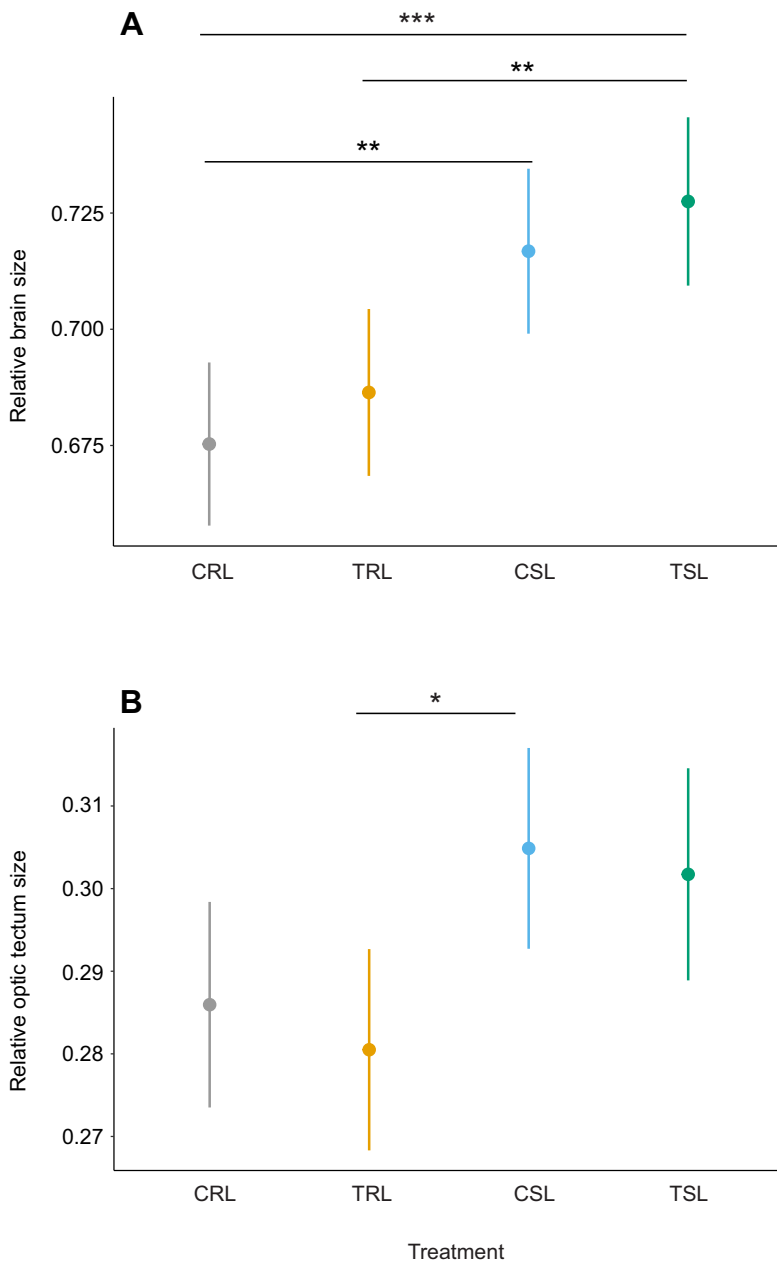 A
***
**
**
Relative brain size
0.725
0.700
0.675
CRL TRL CSL TSL
B
*
Relative optic tectum size
0.31
0.30
0.29
0.28
0.27
CRL TRL CSL TSL
Treatment